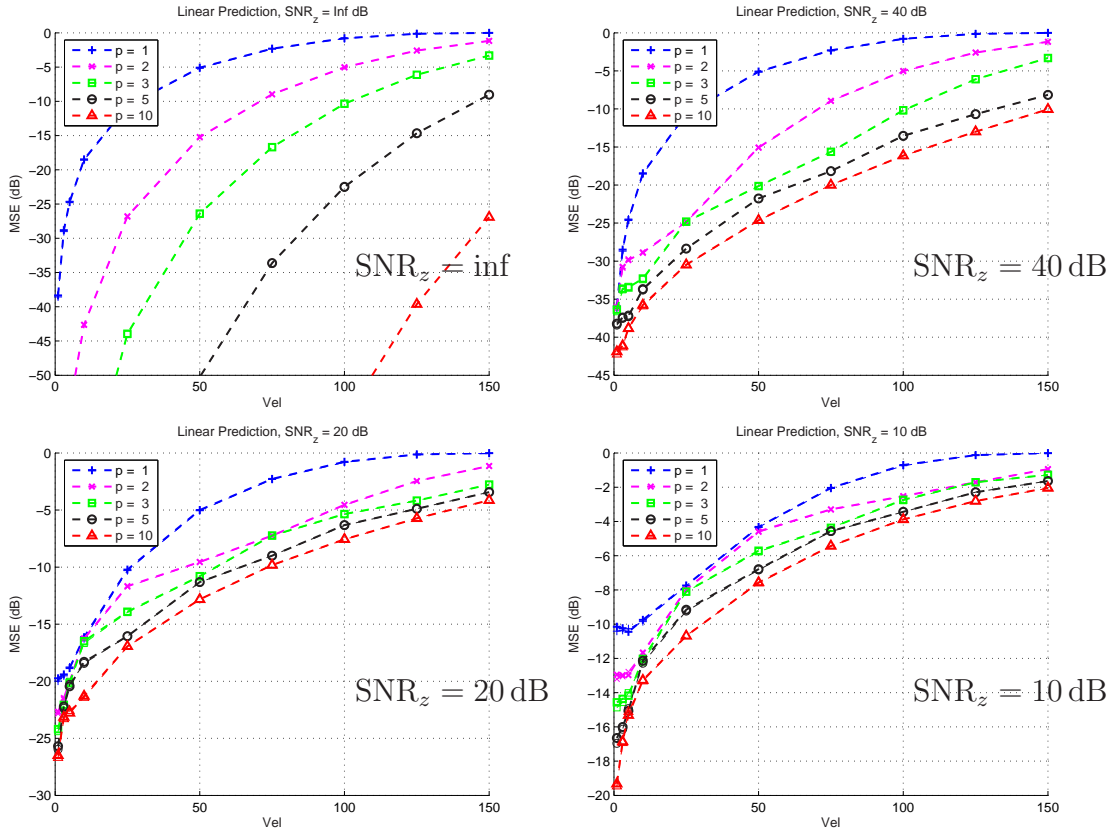 Linear Prediction, SNR_z = Inf dB
p = 1
p = 2
p = 3
p = 5
p = 10
MSE (dB)
0
−5
−10
−15
−20
−25
−30
−35
−40
−45
−50
0 50 100 150
Vel
SNR_z = inf
Linear Prediction, SNR_z = 40 dB
p = 1
p = 2
p = 3
p = 5
p = 10
MSE (dB)
0
−5
−10
−15
−20
−25
−30
−35
−40
−45
0 50 100 150
Vel
SNR_z = 40 dB
Linear Prediction, SNR_z = 20 dB
p = 1
p = 2
p = 3
p = 5
p = 10
MSE (dB)
0
−5
−10
−15
−20
−25
−30
0 50 100 150
Vel
SNR_z = 20 dB
Linear Prediction, SNR_z = 10 dB
p = 1
p = 2
p = 3
p = 5
p = 10
MSE (dB)
0
−2
−4
−6
−8
−10
−12
−14
−16
−18
−20
0 50 100 150
Vel
SNR_z = 10 dB